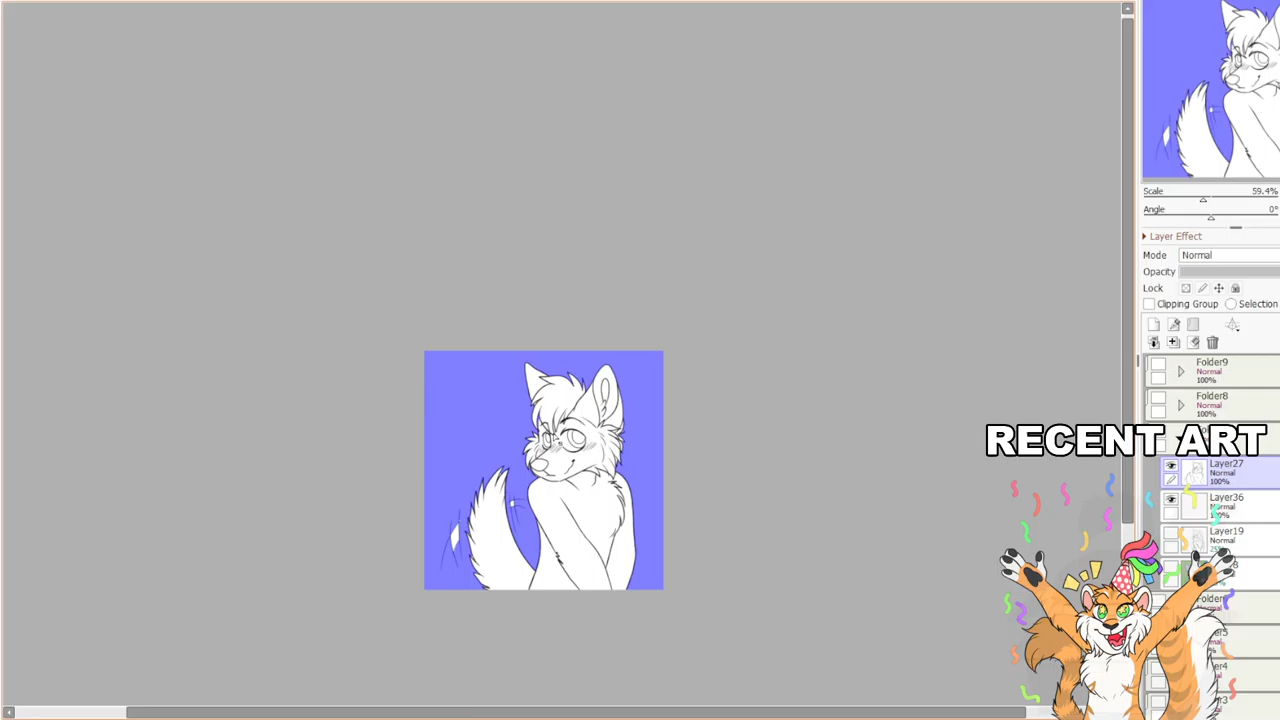 Scale 59.4%
Angle 0°
Layer Effect
Mode Normal
Opacity
Lock
Clipping Group Selection
Folder9
Normal
100%
Folder8
Normal
100%
RECENT ART
Layer27
Normal
100%
Layer36
Normal
100%
Layer19
Normal